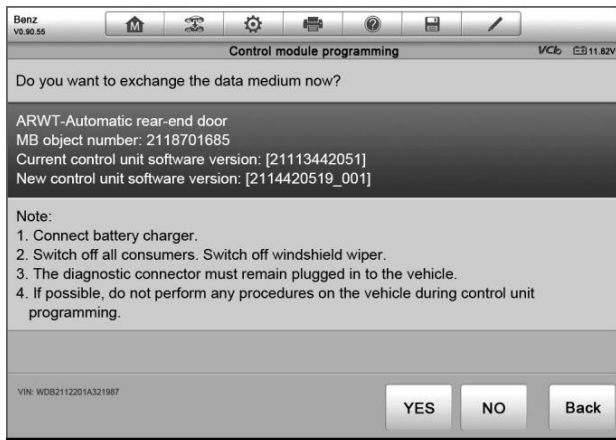 Benz
V0.90.55
Control module programming
VCI 11.82V
Do you want to exchange the data medium now?
ARWT-Automatic rear-end door
MB object number: 2118701685
Current control unit software version: [21113442051]
New control unit software version: [2114420519_001]
Note:
1. Connect battery charger.
2. Switch off all consumers. Switch off windshield wiper.
3. The diagnostic connector must remain plugged in to the vehicle.
4. If possible, do not perform any procedures on the vehicle during control unit
programming.
VIN: WDB2112201A321987
YES NO Back